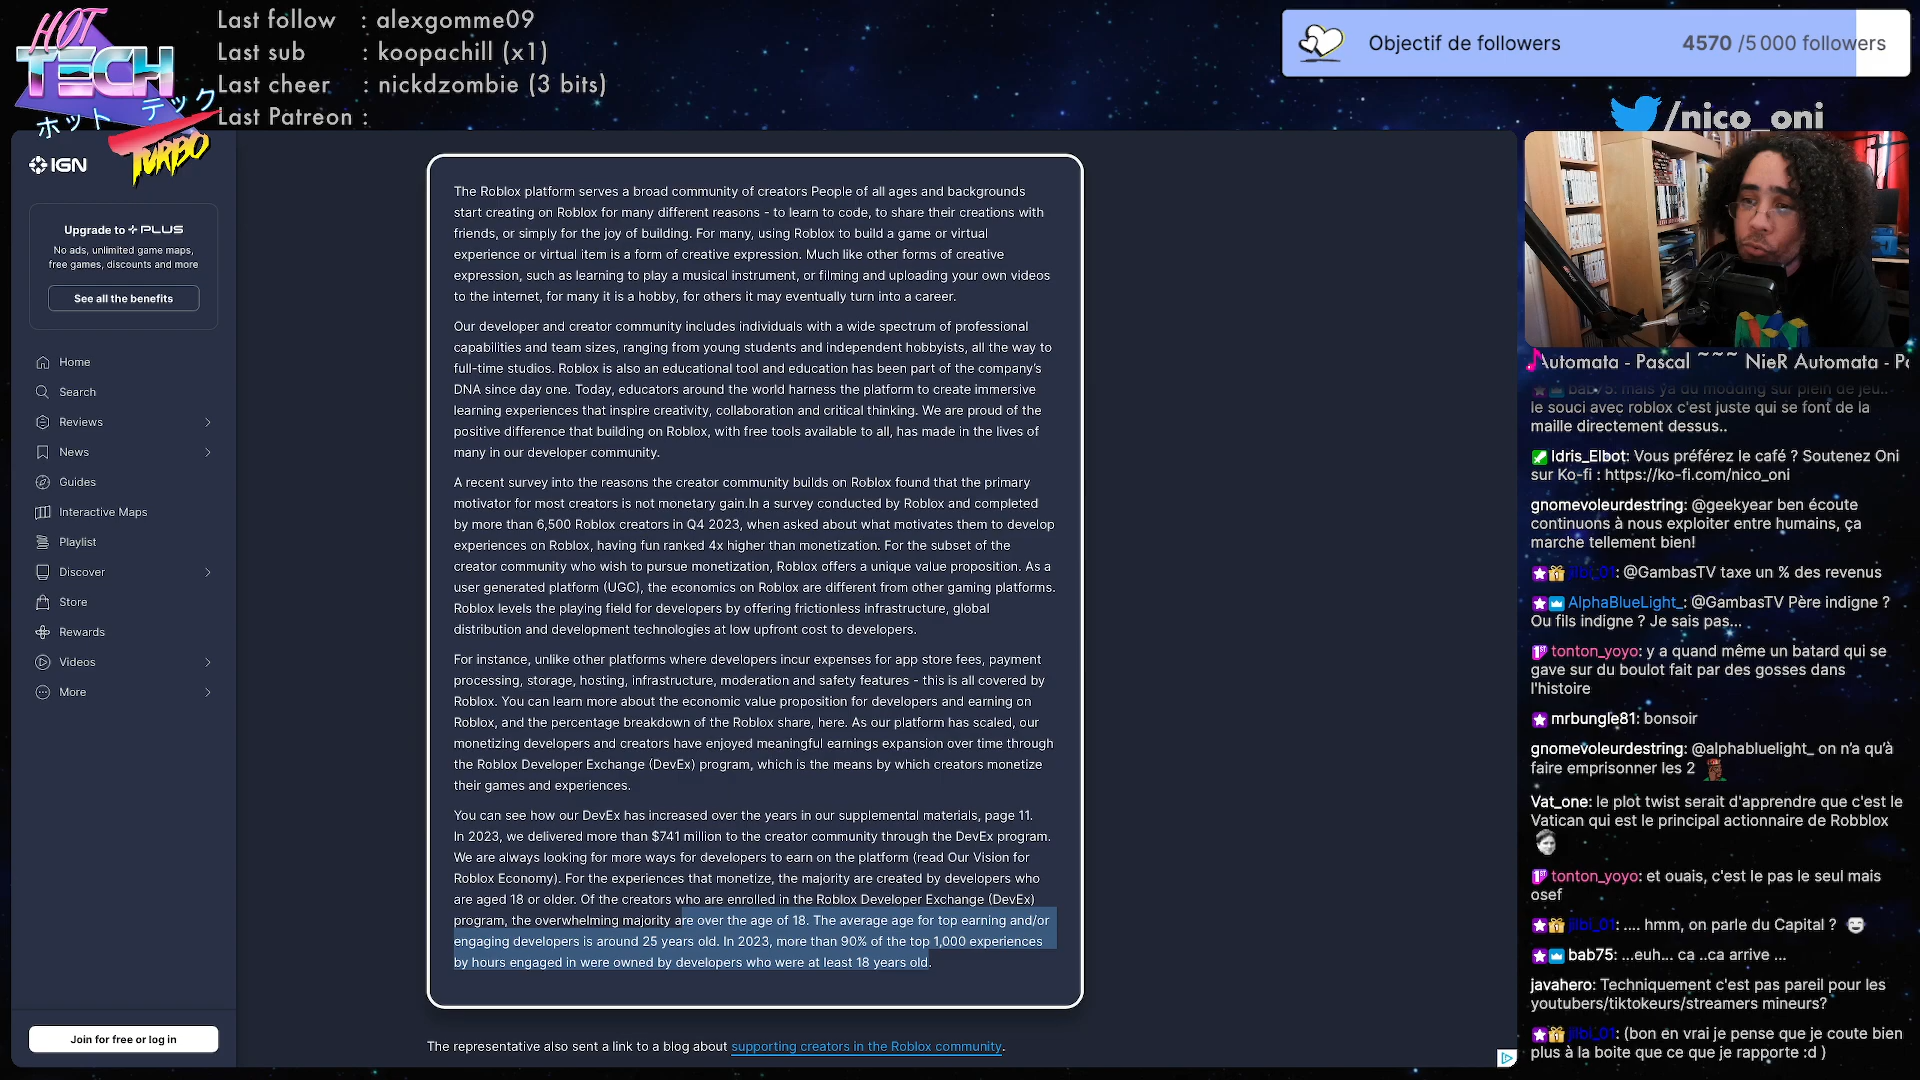 HOT
TECH
ホット テック
TURBO
Last follow : alexgomme09
Last sub : koopachill (x1)
Last cheer : nickdzombie (3 bits)
Last Patreon :
Objectif de followers 4570 /5 000 followers
/nico_oni
IGN
Upgrade to PLUS
No ads, unlimited game maps,
free games, discounts and more
See all the benefits
Home
Search
Reviews
News
Guides
Interactive Maps
Playlist
Discover
Store
Rewards
Videos
More
Join for free or log in
The Roblox platform serves a broad community of creators People of all ages and backgrounds
start creating on Roblox for many different reasons - to learn to code, to share their creations with
friends, or simply for the joy of building. For many, using Roblox to build a game or virtual
experience or virtual item is a form of creative expression. Much like other forms of creative
expression, such as learning to play a musical instrument, or filming and uploading your own videos
to the internet, for many it is a hobby, for others it may eventually turn into a career.
Our developer and creator community includes individuals with a wide spectrum of professional
capabilities and team sizes, ranging from young students and independent hobbyists, all the way to
full-time studios. Roblox is also an educational tool and education has been part of the company's
DNA since day one. Today, educators around the world harness the platform to create immersive
learning experiences that inspire creativity, collaboration and critical thinking. We are proud of the
positive difference that building on Roblox, with free tools available to all, has made in the lives of
many in our developer community.
A recent survey into the reasons the creator community builds on Roblox found that the primary
motivator for most creators is not monetary gain.In a survey conducted by Roblox and completed
by more than 6,500 Roblox creators in Q4 2023, when asked about what motivates them to develop
experiences on Roblox, having fun ranked 4x higher than monetization. For the subset of the
creator community who wish to pursue monetization, Roblox offers a unique value proposition. As a
user generated platform (UGC), the economics on Roblox are different from other gaming platforms.
Roblox levels the playing field for developers by offering frictionless infrastructure, global
distribution and development technologies at low upfront cost to developers.
For instance, unlike other platforms where developers incur expenses for app store fees, payment
processing, storage, hosting, infrastructure, moderation and safety features - this is all covered by
Roblox. You can learn more about the economic value proposition for developers and earning on
Roblox, and the percentage breakdown of the Roblox share, here. As our platform has scaled, our
monetizing developers and creators have enjoyed meaningful earnings expansion over time through
the Roblox Developer Exchange (DevEx) program, which is the means by which creators monetize
their games and experiences.
You can see how our DevEx has increased over the years in our supplemental materials, page 11.
In 2023, we delivered more than $741 million to the creator community through the DevEx program.
We are always looking for more ways for developers to earn on the platform (read Our Vision for
Roblox Economy). For the experiences that monetize, the majority are created by developers who
are aged 18 or older. Of the creators who are enrolled in the Roblox Developer Exchange (DevEx)
program, the overwhelming majority are over the age of 18. The average age for top earning and/or
engaging developers is around 25 years old. In 2023, more than 90% of the top 1,000 experiences
by hours engaged in were owned by developers who were at least 18 years old.
The representative also sent a link to a blog about supporting creators in the Roblox community.
Automata - Pascal ~~~ NieR Automata - Pa
bab75: mais ya du modding sur plein de jeu..
le souci avec roblox c'est juste qui se font de la
maille directement dessus..
Idris_Elbot: Vous préférez le café ? Soutenez Oni
sur Ko-fi : https://ko-fi.com/nico_oni
gnomevoleurdestring: @geekyear ben écoute
continuons à nous exploiter entre humains, ça
marche tellement bien!
jilbi_01: @GambasTV taxe un % des revenus
AlphaBlueLight_: @GambasTV Père indigne ?
Ou fils indigne ? Je sais pas...
tonton_yoyo: y a quand même un batard qui se
gave sur du boulot fait par des gosses dans
l'histoire
mrbungle81: bonsoir
gnomevoleurdestring: @alphabluelight_ on n'a qu'à
faire emprisonner les 2
Vat_one: le plot twist serait d'apprendre que c'est le
Vatican qui est le principal actionnaire de Robblox
tonton_yoyo: et ouais, c'est le pas le seul mais
osef
jilbi_01: .... hmm, on parle du Capital ?
bab75: ...euh... ca ..ca arrive ...
javahero: Techniquement c'est pas pareil pour les
youtubers/tiktokeurs/streamers mineurs?
jilbi_01: (bon en vrai je pense que je coute bien
plus à la boite que ce que je rapporte :d )